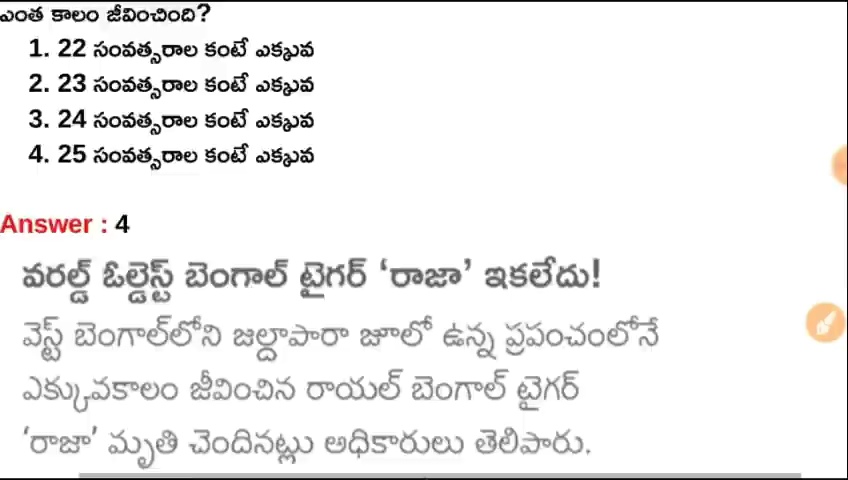 ఎంత కాలం జీవించింది?
1. 22 సంవత్సరాల కంటే ఎక్కువ
2. 23 సంవత్సరాల కంటే ఎక్కువ
3. 24 సంవత్సరాల కంటే ఎక్కువ
4. 25 సంవత్సరాల కంటే ఎక్కువ
Answer : 4
వరల్డ్ ఓల్డెస్ట్ బెంగాల్ టైగర్ ‘రాజా’ ఇకలేదు!
వెస్ట్ బెంగాల్‌లోని జల్దాపారా జూలో ఉన్న ప్రపంచంలోనే
ఎక్కువకాలం జీవించిన రాయల్ బెంగాల్ టైగర్
‘రాజా’ మృతి చెందినట్లు అధికారులు తెలిపారు.